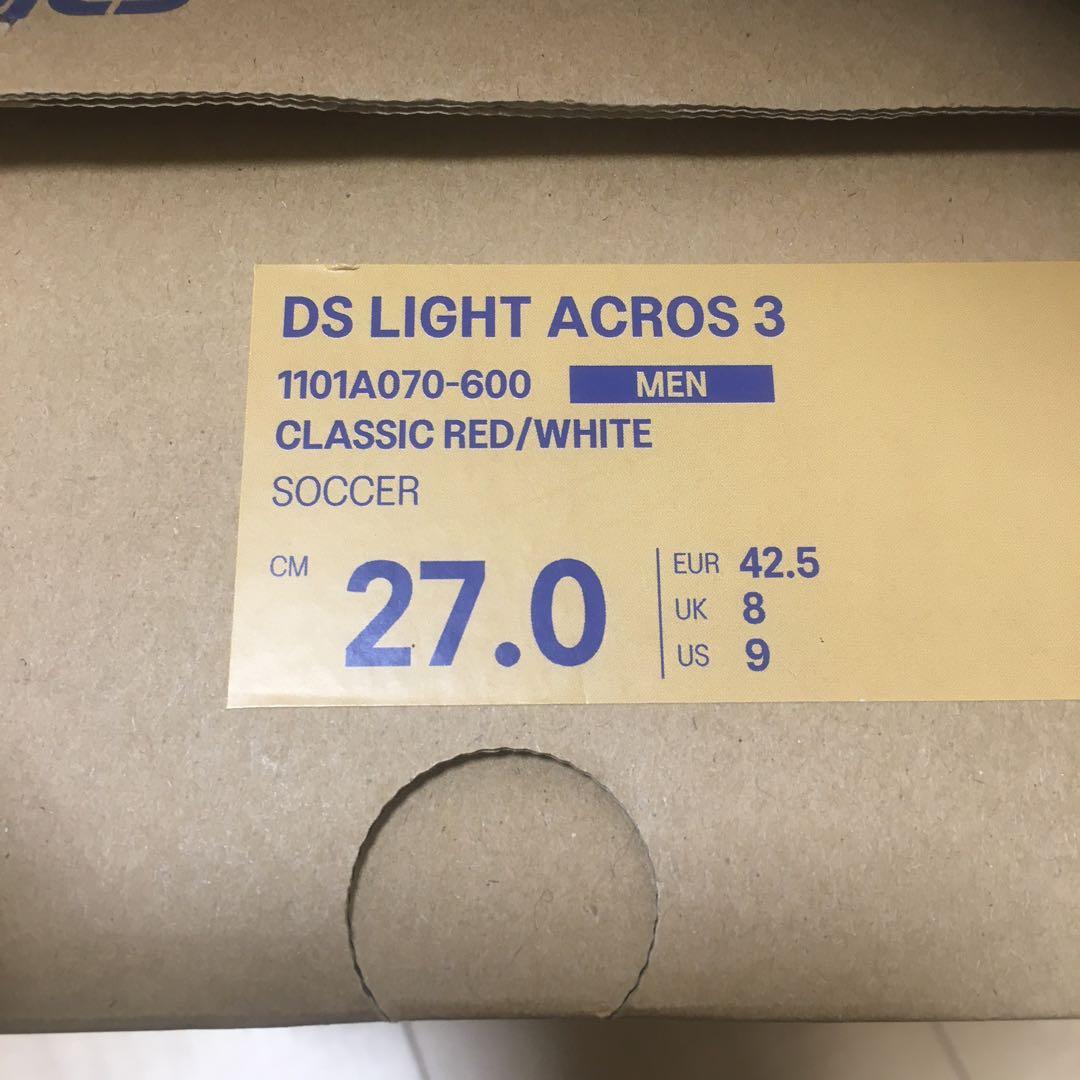 DS LIGHT ACROS 3
1101A070-600 MEN
CLASSIC RED/WHITE
SOCCER
CM 27.0
EUR 42.5
UK 8
US 9